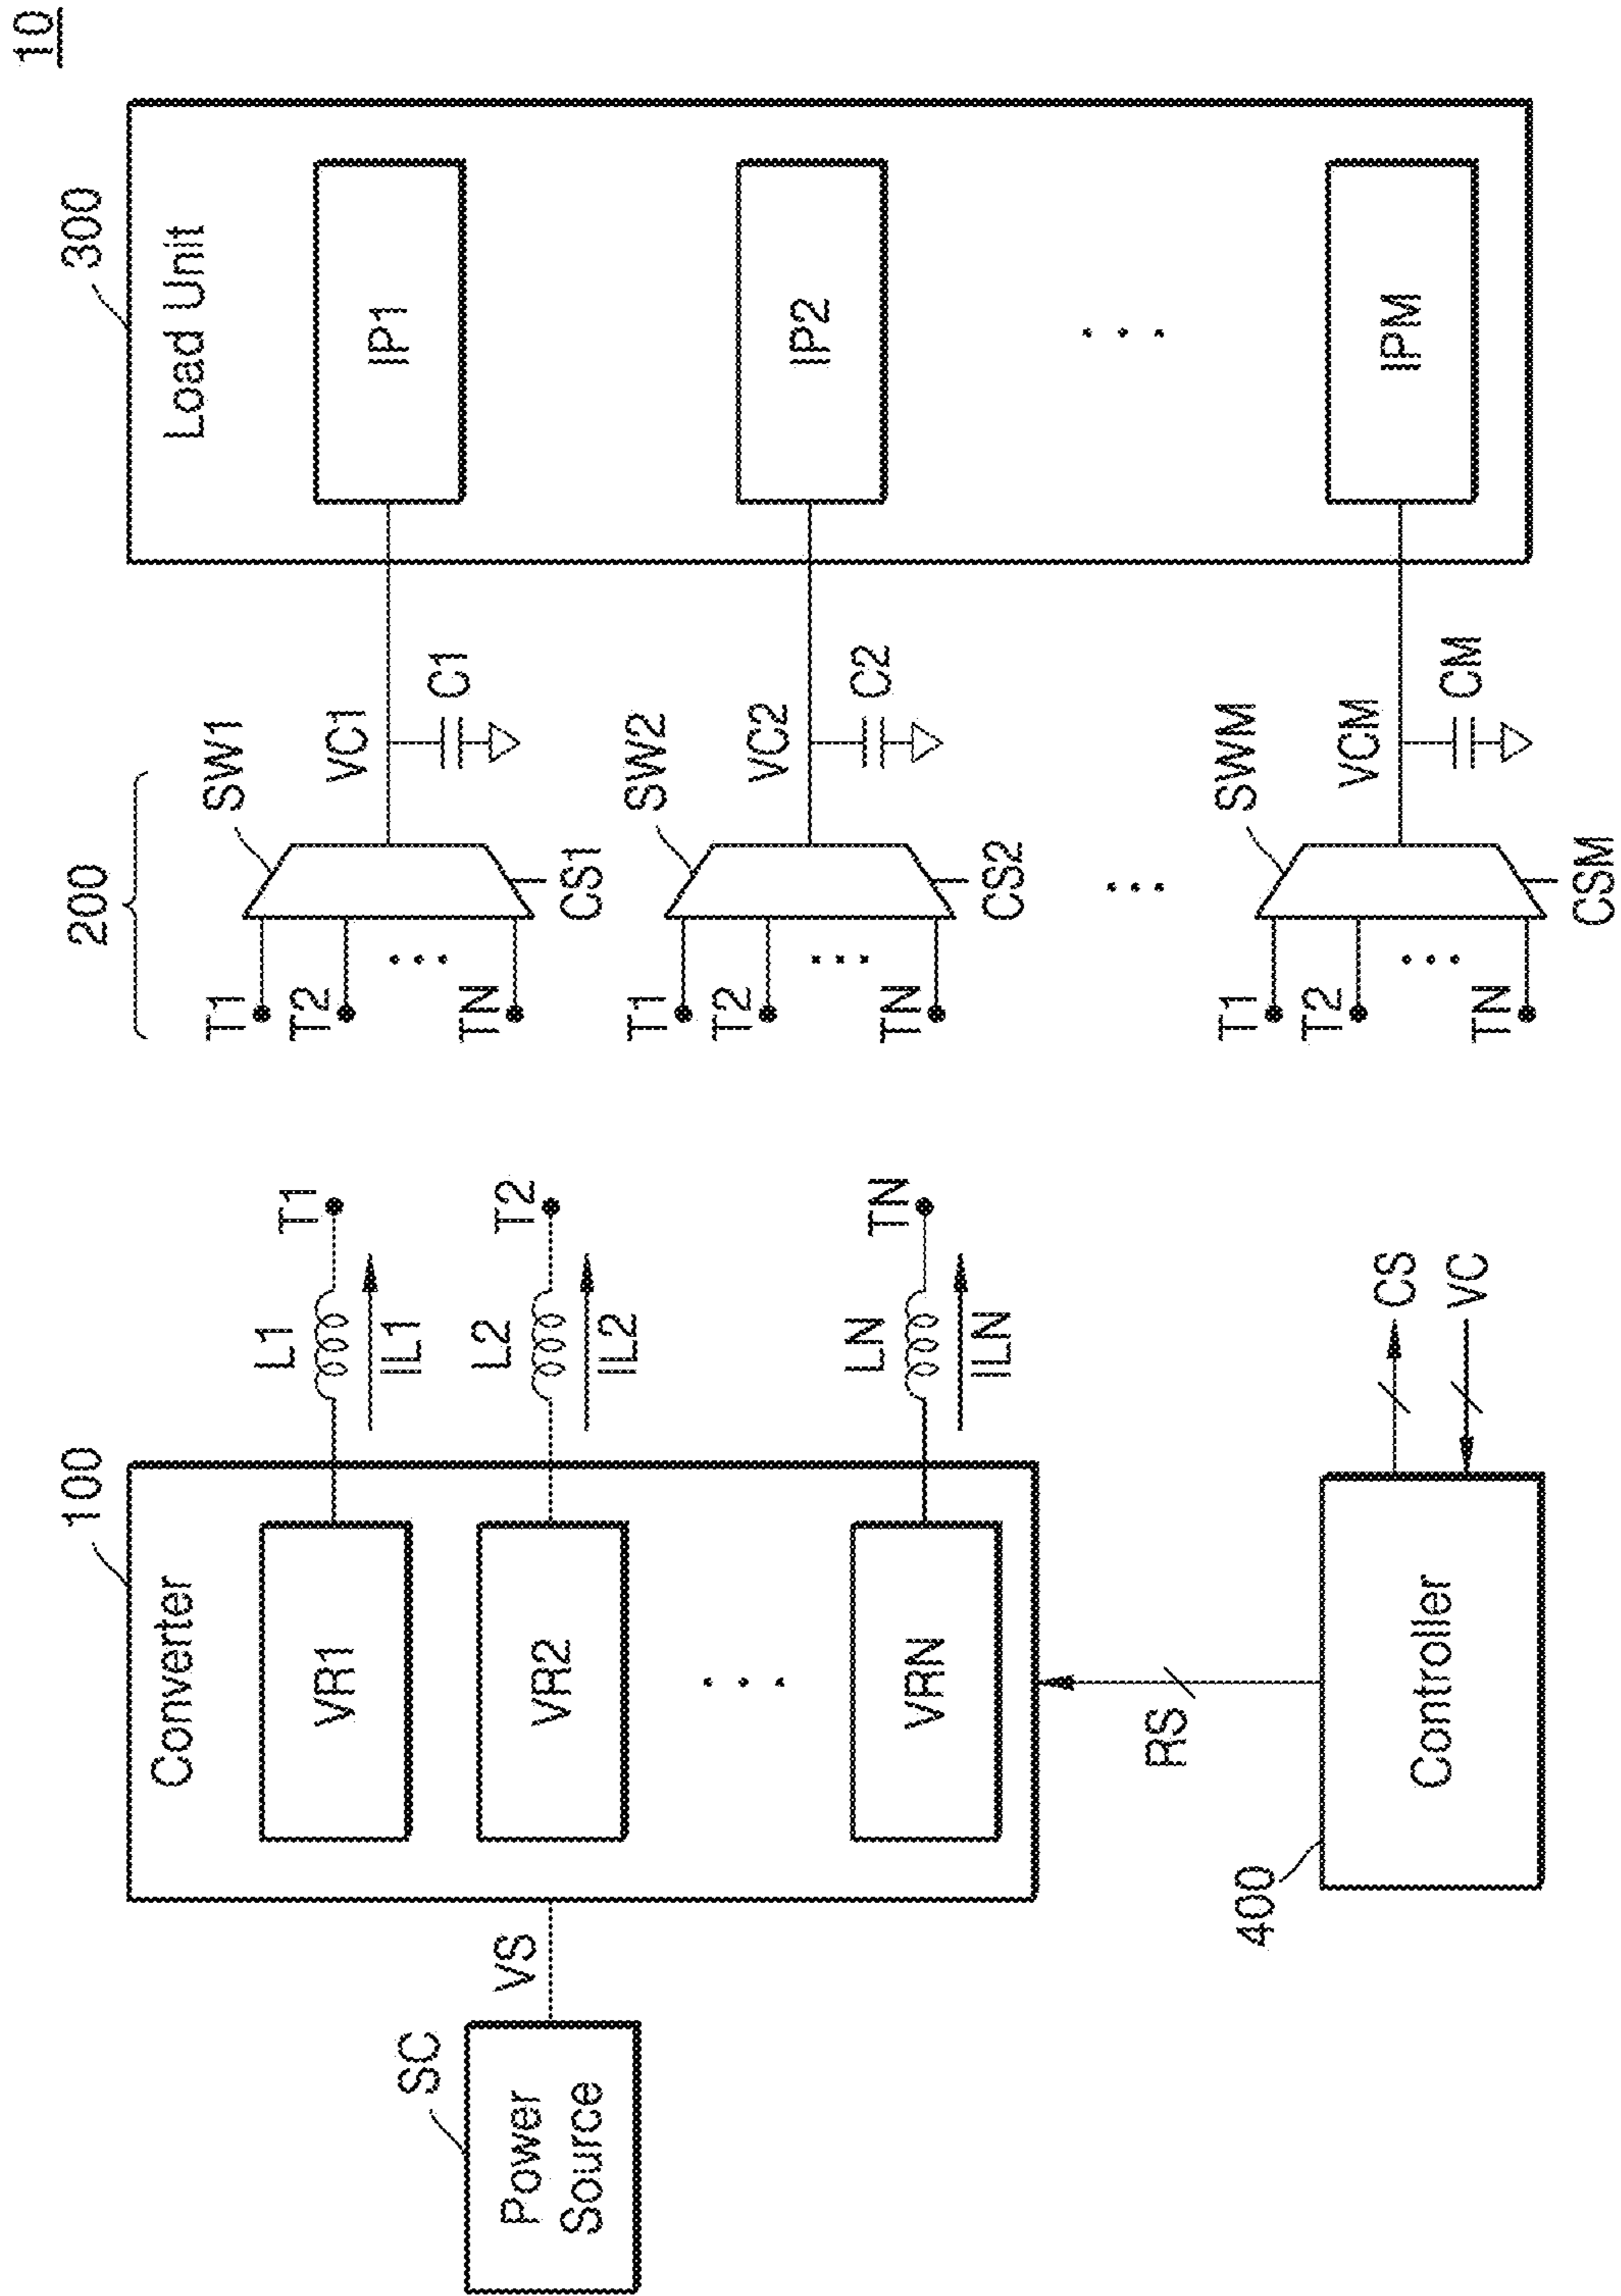 10
100
200
300
Converter
SW1
Load Unit
SC
VS
VR1
L1
T1
IL1
T1
T2
TN
CS1
VC1
C1
IP1
Power
Source
VR2
L2
T2
IL2
SW2
T1
T2
TN
CS2
VC2
C2
IP2
VRN
LN
TN
ILN
RS
400
Controller
CS
VC
SWM
T1
T2
TN
CSM
VCM
CM
IPM